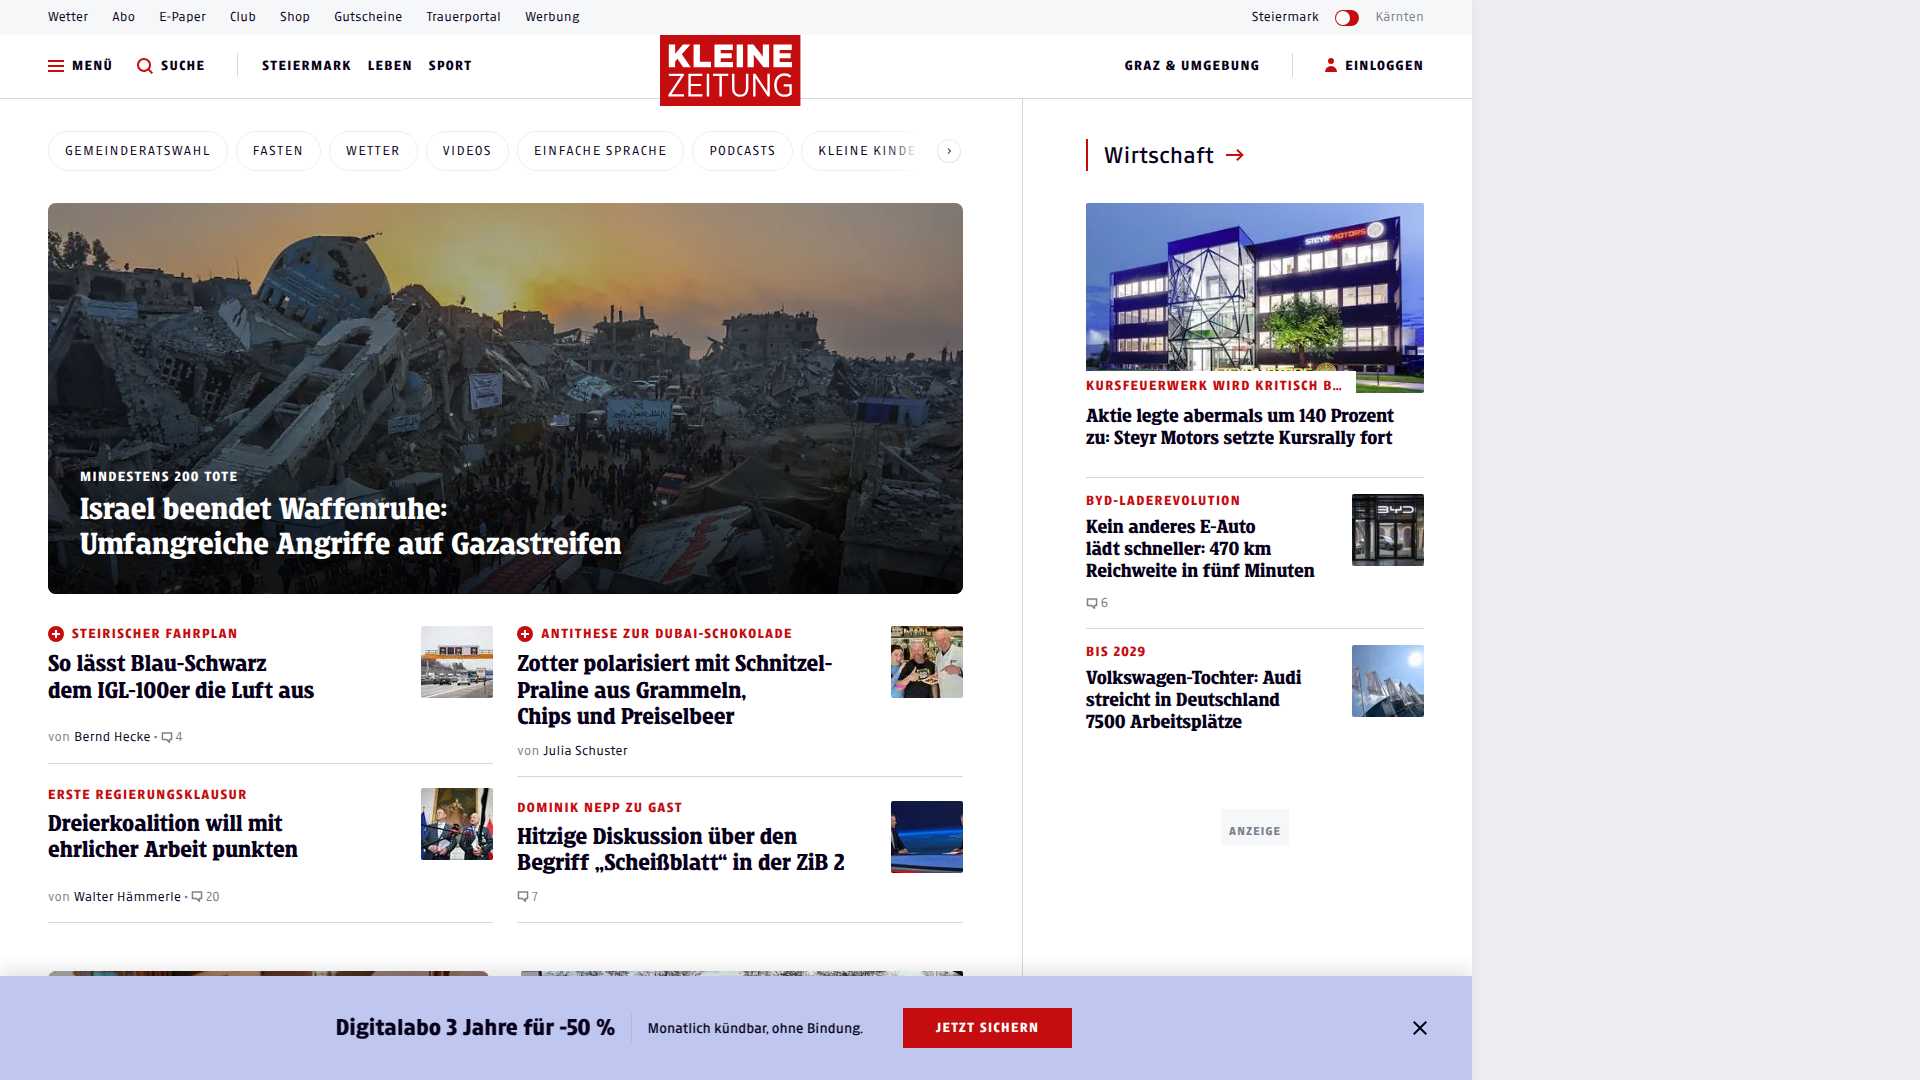 Wetter Abo E-Paper Club Shop Gutscheine Trauerportal Werbung Steiermark Kärnten
MENÜ SUCHE STEIERMARK LEBEN SPORT KLEINE ZEITUNG GRAZ & UMGEBUNG EINLOGGEN
GEMEINDERATSWAHL FASTEN WETTER VIDEOS EINFACHE SPRACHE PODCASTS KLEINE KINDE
MINDESTENS 200 TOTE
Israel beendet Waffenruhe:
Umfangreiche Angriffe auf Gazastreifen
STEIRISCHER FAHRPLAN
So lässt Blau-Schwarz
dem IGL-100er die Luft aus
von Bernd Hecke · 4
ANTITHESE ZUR DUBAI-SCHOKOLADE
Zotter polarisiert mit Schnitzel-
Praline aus Grammeln,
Chips und Preiselbeer
von Julia Schuster
ERSTE REGIERUNGSKLAUSUR
Dreierkoalition will mit
ehrlicher Arbeit punkten
von Walter Hämmerle · 20
DOMINIK NEPP ZU GAST
Hitzige Diskussion über den
Begriff „Scheißblatt“ in der ZiB 2
7
Wirtschaft
STEYR MOTORS
KURSFEUERWERK WIRD KRITISCH B...
Aktie legte abermals um 140 Prozent
zu: Steyr Motors setzte Kursrally fort
BYD-LADEREVOLUTION
Kein anderes E-Auto
lädt schneller: 470 km
Reichweite in fünf Minuten
6
BYD
BIS 2029
Volkswagen-Tochter: Audi
streicht in Deutschland
7500 Arbeitsplätze
ANZEIGE
Digitalabo 3 Jahre für -50 % Monatlich kündbar, ohne Bindung. JETZT SICHERN